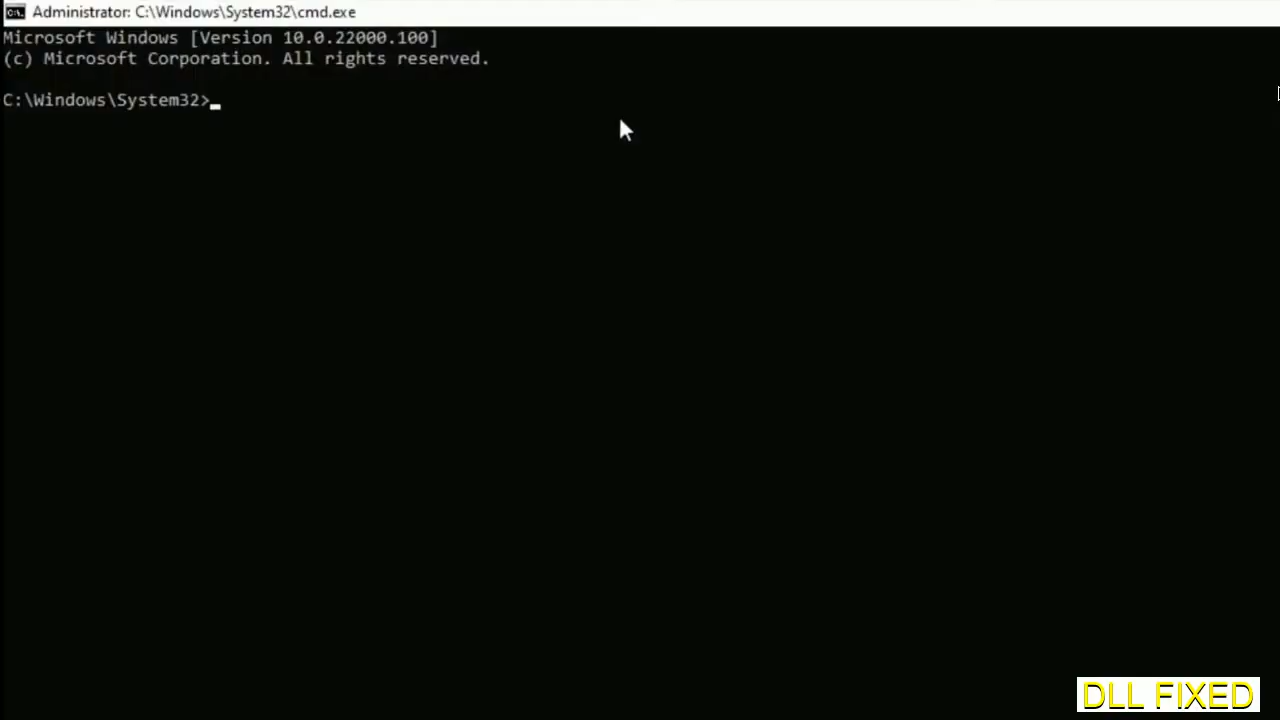 Administrator: C:\Windows\System32\cmd.exe
Microsoft Windows [Version 10.0.22000.100]
(c) Microsoft Corporation. All rights reserved.
C:\Windows\System32>
DLL FIXED